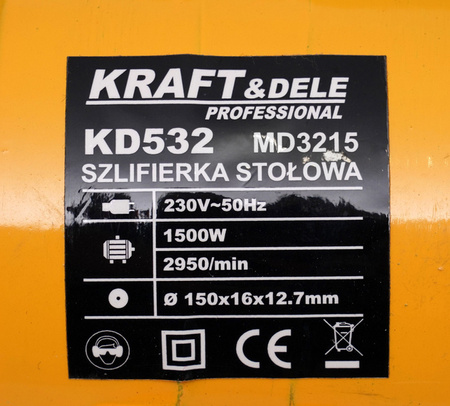 KRAFT&DELE
PROFESSIONAL
KD532 MD3215
SZLIFIERKA STOŁOWA
230V~50Hz
1500W
2950/min
Ø 150x16x12.7mm
CE